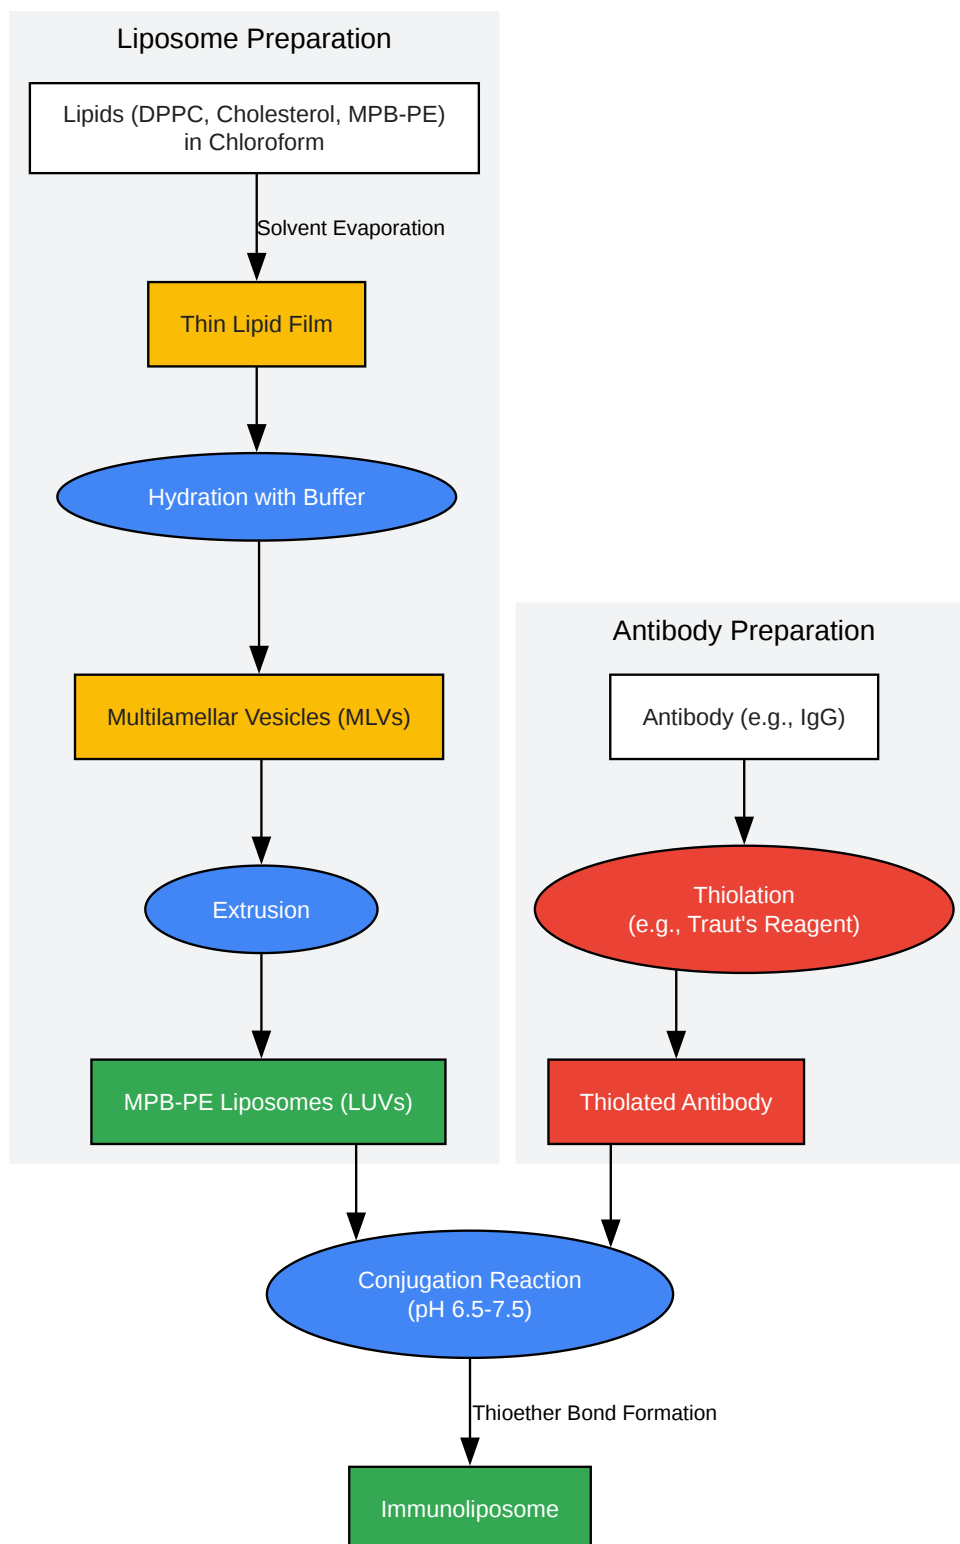 Liposome Preparation
Lipids (DPPC, Cholesterol, MPB-PE)
in Chloroform
Solvent Evaporation
Thin Lipid Film
Hydration with Buffer
Multilamellar Vesicles (MLVs)
Extrusion
MPB-PE Liposomes (LUVs)
Antibody Preparation
Antibody (e.g., IgG)
Thiolation
(e.g., Traut's Reagent)
Thiolated Antibody
Conjugation Reaction
(pH 6.5-7.5)
Thioether Bond Formation
Immunoliposome